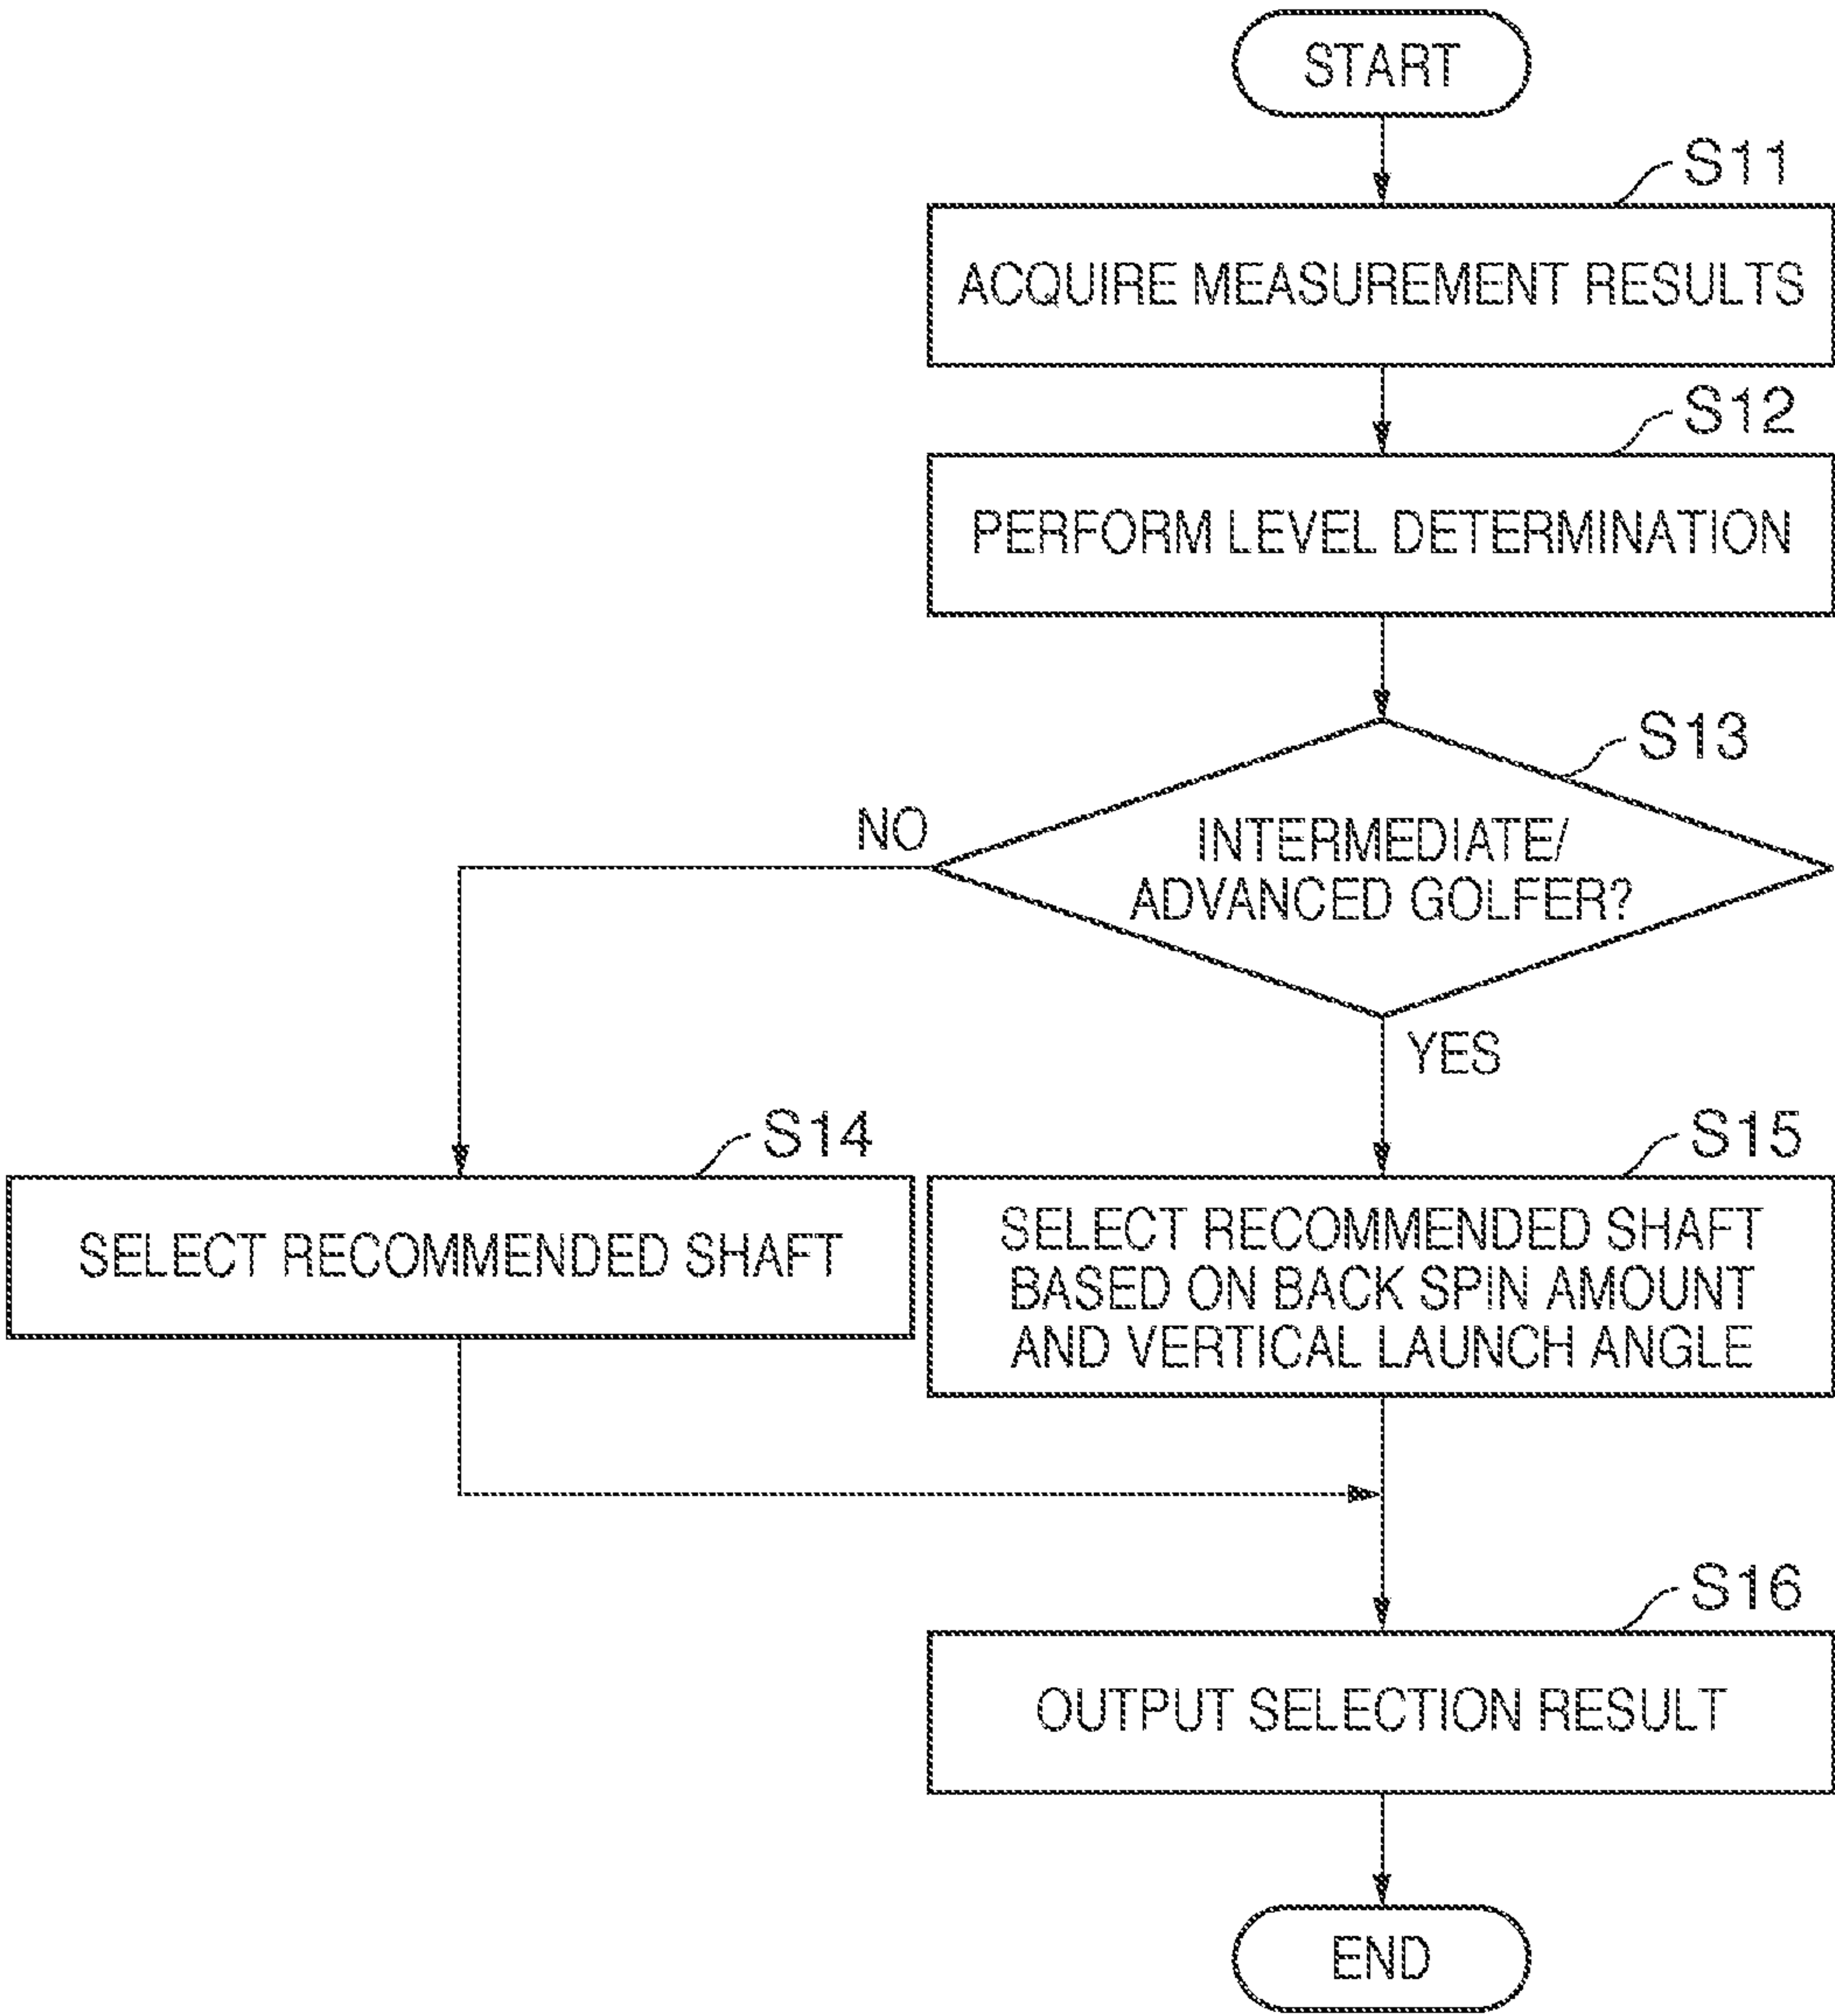 START
S11
ACQUIRE MEASUREMENT RESULTS
S12
PERFORM LEVEL DETERMINATION
S13
NO
INTERMEDIATE/
ADVANCED GOLFER?
YES
S14
SELECT RECOMMENDED SHAFT
S15
SELECT RECOMMENDED SHAFT
BASED ON BACK SPIN AMOUNT
AND VERTICAL LAUNCH ANGLE
S16
OUTPUT SELECTION RESULT
END